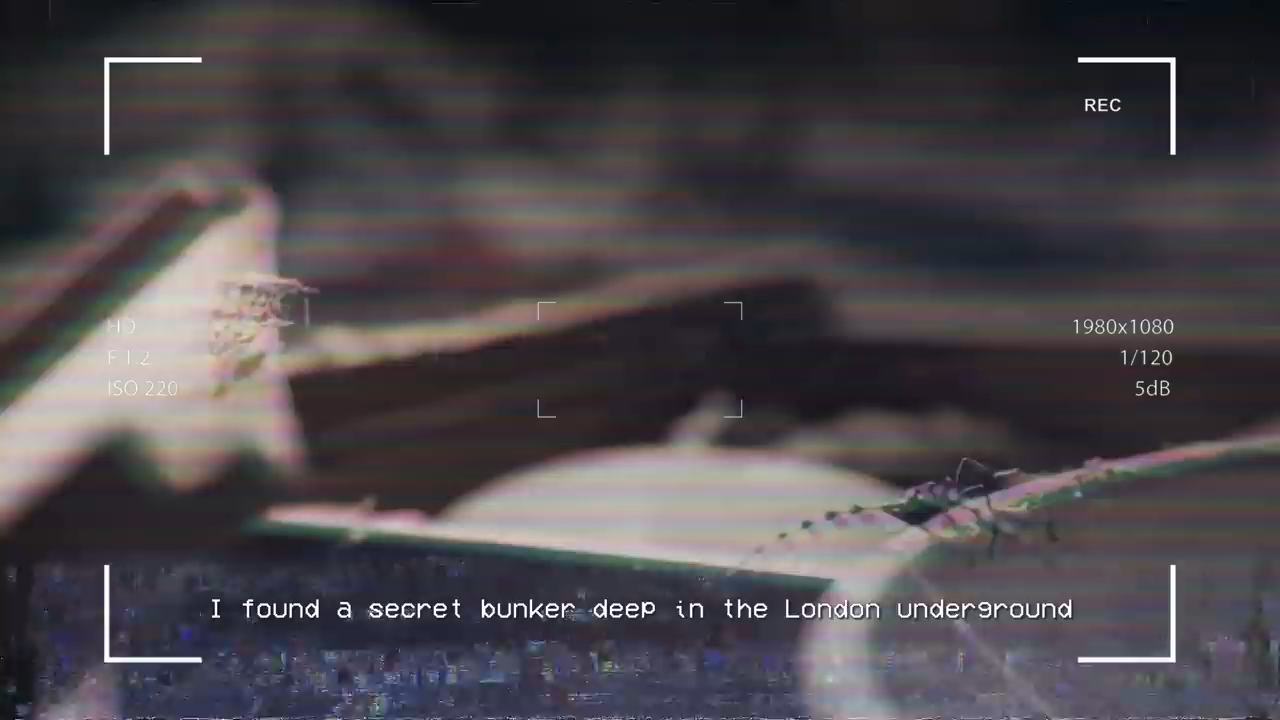 REC
HD
F 1.2
ISO 220
1980x1080
1/120
5dB
I found a secret bunker deep in the London underground